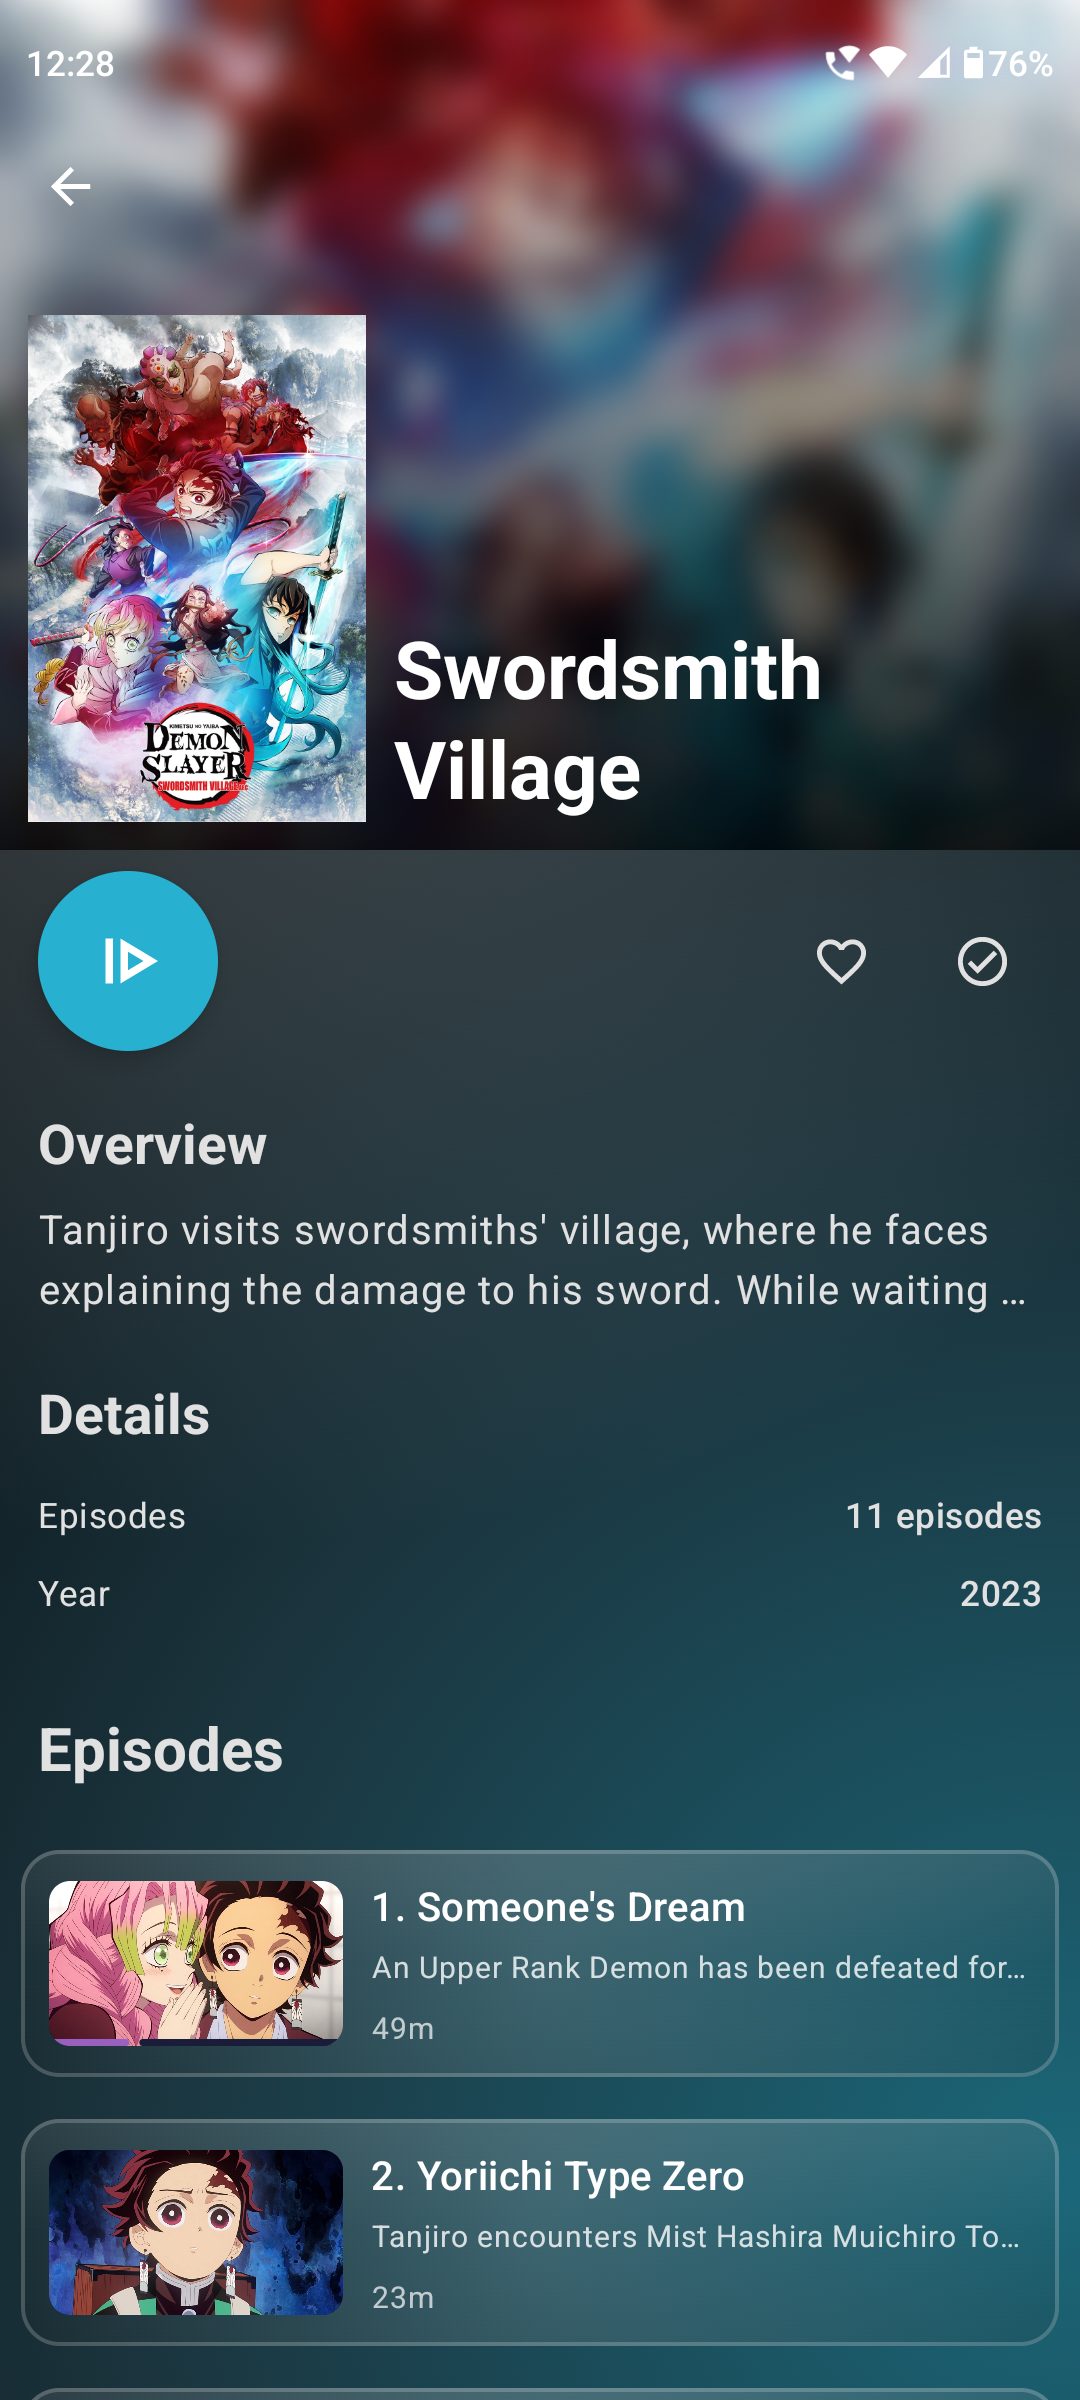 12:28
76%
KIMETSU NO YAIBA
DEMON
SLAYER
SWORDSMITH VILLAGE
Swordsmith
Village
Overview
Tanjiro visits swordsmiths' village, where he faces
explaining the damage to his sword. While waiting …
Details
Episodes 11 episodes
Year 2023
Episodes
1. Someone's Dream
An Upper Rank Demon has been defeated for…
49m
2. Yoriichi Type Zero
Tanjiro encounters Mist Hashira Muichiro To…
23m